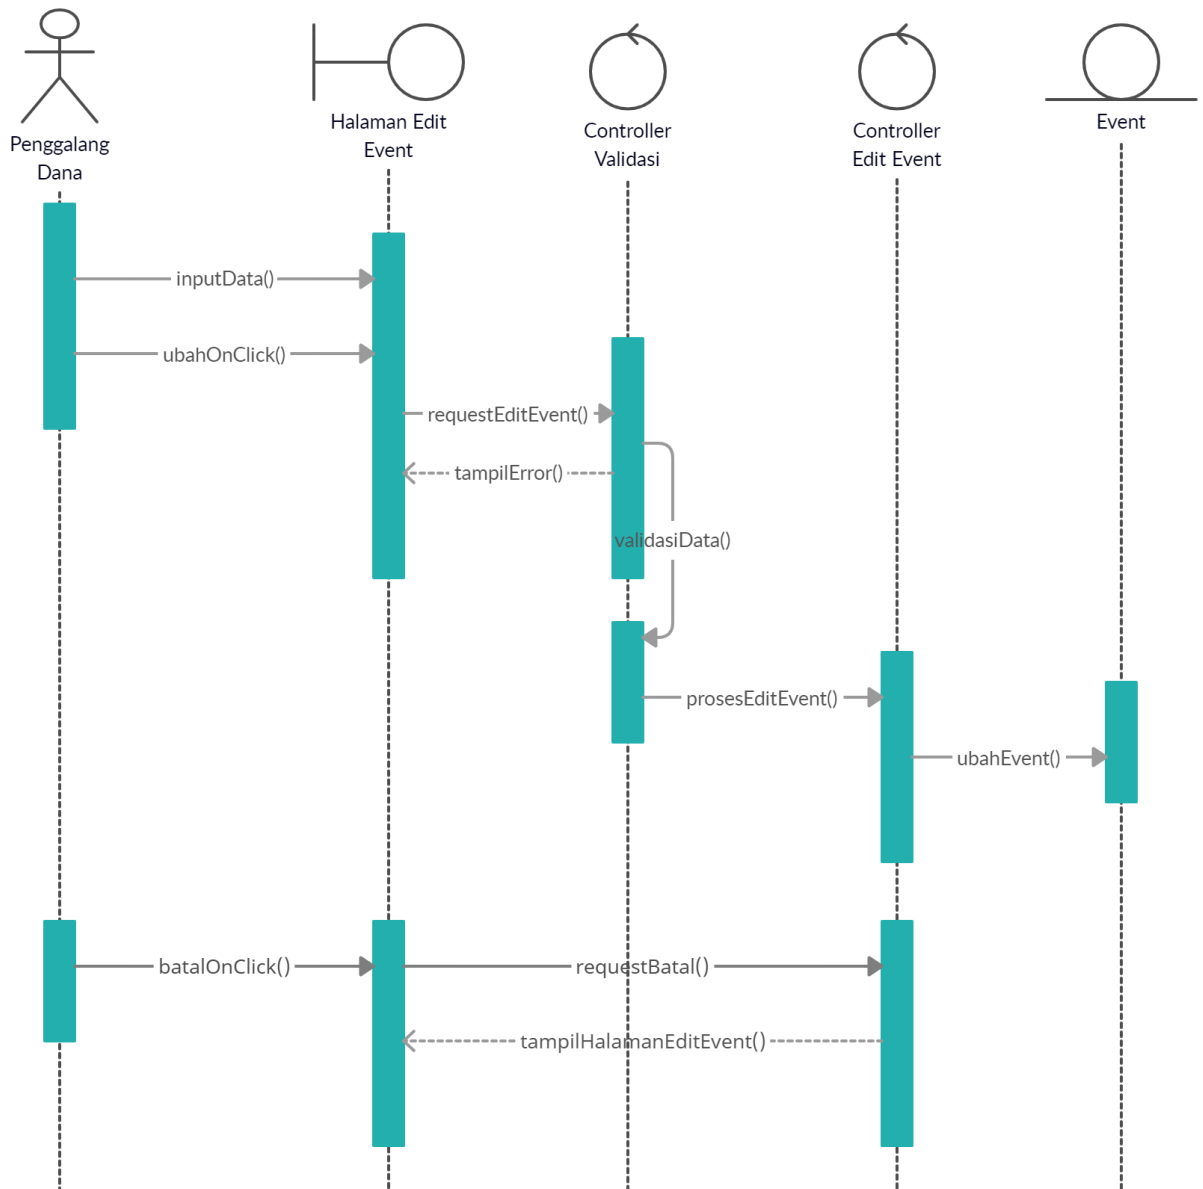 Penggalang
Dana
Halaman Edit
Event
Controller
Validasi
Controller
Edit Event
Event
inputData()
ubahOnClick()
requestEditEvent()
tampilError()
validasiData()
prosesEditEvent()
ubahEvent()
batalOnClick()
requestBatal()
tampilHalamanEditEvent()